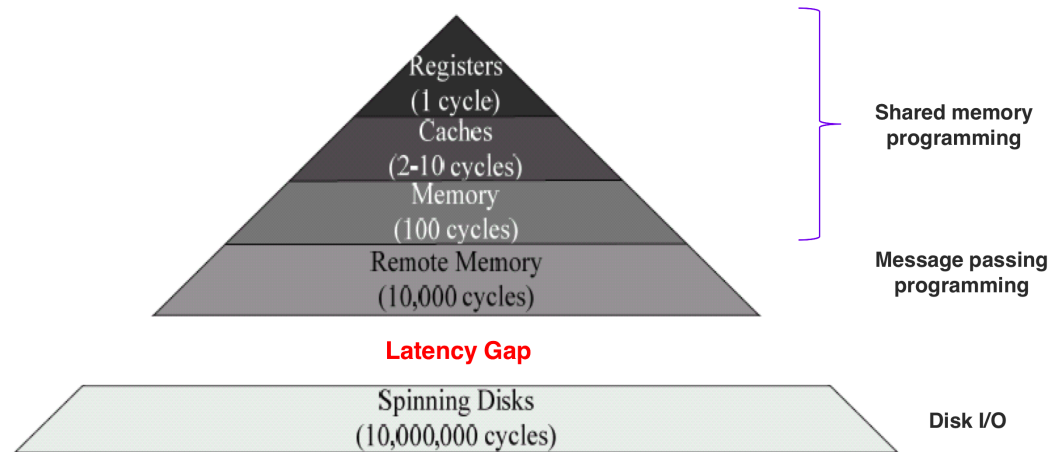 Registers
(1 cycle)
Caches
(2-10 cycles)
Memory
(100 cycles)
Remote Memory
(10,000 cycles)
Latency Gap
Spinning Disks
(10,000,000 cycles)
Shared memory
programming
Message passing
programming
Disk I/O